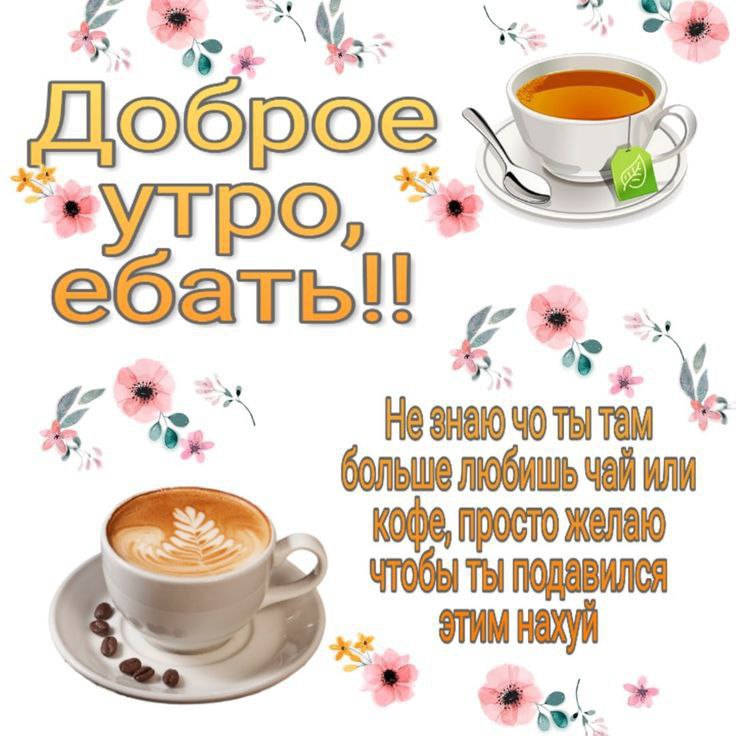 Доброе
утро,
ебать!!
Не знаю чо ты там
больше любишь чай или
кофе, просто желаю
чтобы ты подавился
этим нахуй